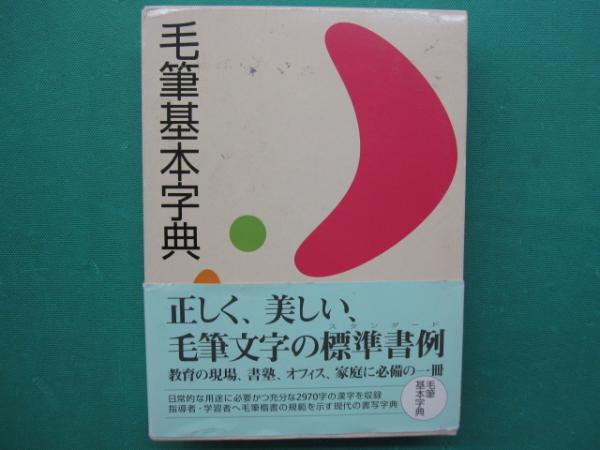 毛筆基本字典
正しく、美しい、
スタンダード
毛筆文字の標準書例
教育の現場、書塾、オフィス、家庭に必備の一冊
日常的な用途に必要かつ充分な2970字の漢字を収録
指導者・学習者へ毛筆楷書の規範を示す現代の書写字典
毛筆
基本字典